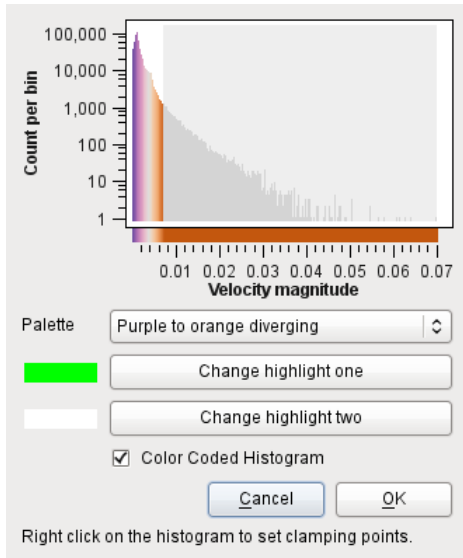 100,000
10,000
1,000
100
10
1
Count per bin
0.01 0.02 0.03 0.04 0.05 0.06 0.07
Velocity magnitude
Palette Purple to orange diverging
Change highlight one
Change highlight two
Color Coded Histogram
Cancel OK
Right click on the histogram to set clamping points.